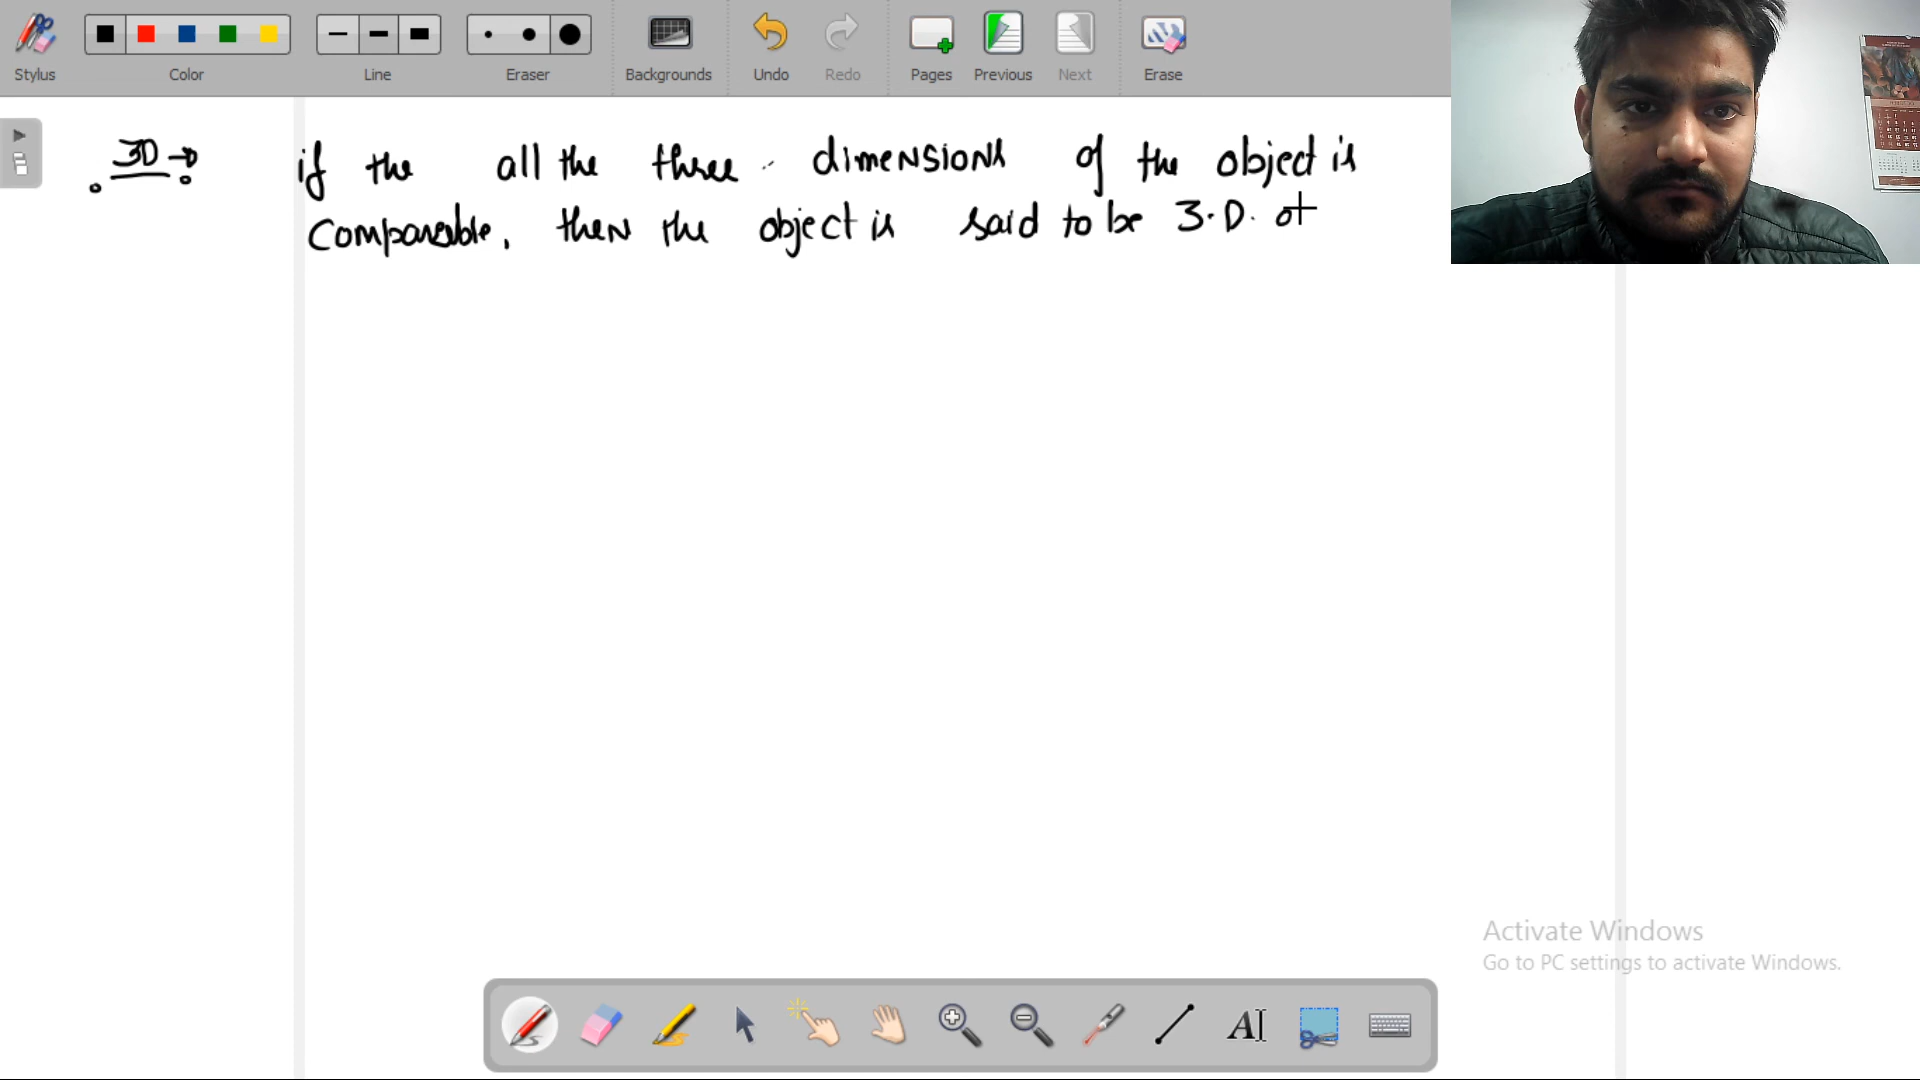 Stylus Color Line Eraser Backgrounds Undo Redo Pages Previous Next Erase
3D → if the all the three dimensions of the object is
comparable, then the object is said to be 3.D.
Activate Windows
Go to PC settings to activate Windows.
AI